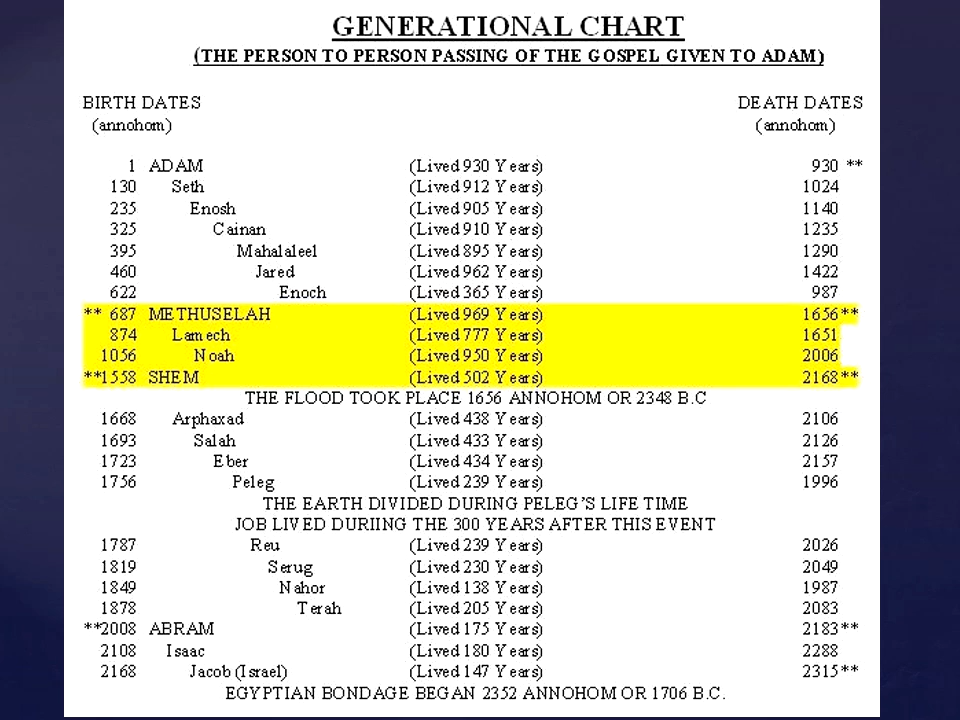 GENERATIONAL CHART
(THE PERSON TO PERSON PASSING OF THE GOSPEL GIVEN TO ADAM)
BIRTH DATES DEATH DATES
(annohom) (annohom)
1 ADAM (Lived 930 Years) 930 **
130 Seth (Lived 912 Years) 1024
235 Enosh (Lived 905 Years) 1140
325 Cainan (Lived 910 Years) 1235
395 Mahalaleel (Lived 895 Years) 1290
460 Jared (Lived 962 Years) 1422
622 Enoch (Lived 365 Years) 987
** 687 METHUSELAH (Lived 969 Years) 1656**
874 Lamech (Lived 777 Years) 1651
1056 Noah (Lived 950 Years) 2006
**1558 SHEM (Lived 502 Years) 2168**
THE FLOOD TOOK PLACE 1656 ANNOHOM OR 2348 B.C
1668 Arphaxad (Lived 438 Years) 2106
1693 Salah (Lived 433 Years) 2126
1723 Eber (Lived 434 Years) 2157
1756 Peleg (Lived 239 Years) 1996
THE EARTH DIVIDED DURING PELEG'S LIFE TIME
JOB LIVED DURIING THE 300 YEARS AFTER THIS EVENT
1787 Reu (Lived 239 Years) 2026
1819 Serug (Lived 230 Years) 2049
1849 Nahor (Lived 138 Years) 1987
1878 Terah (Lived 205 Years) 2083
**2008 ABRAM (Lived 175 Years) 2183**
2108 Isaac (Lived 180 Years) 2288
2168 Jacob (Israel) (Lived 147 Years) 2315**
EGYPTIAN BONDAGE BEGAN 2352 ANNOHOM OR 1706 B.C.